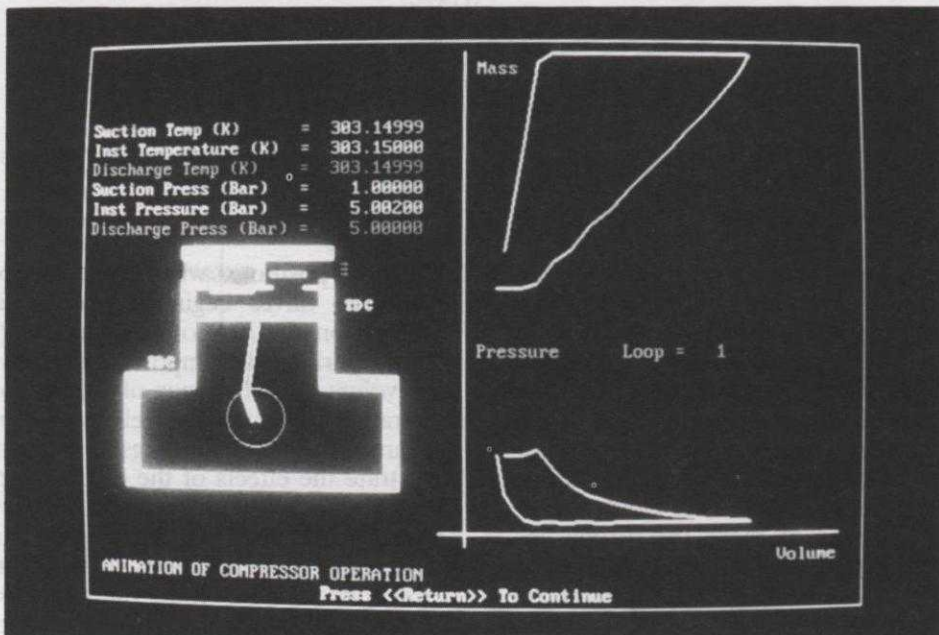 Mass
Suction Temp (K) = 303.14999
Inst Temperature (K) = 303.15000
Discharge Temp (K) = 303.14999
Suction Press (Bar) = 1.00000
Inst Pressure (Bar) = 5.00200
Discharge Press (Bar) = 5.00000
TDC
Pressure Loop = 1
Volume
ANIMATION OF COMPRESSOR OPERATION
Press <<Return>> To Continue